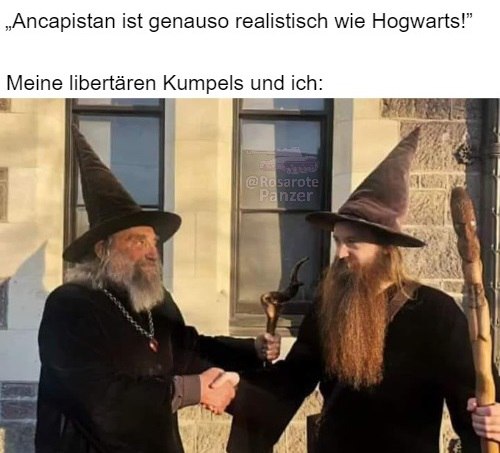 „Ancapistan ist genauso realistisch wie Hogwarts!”
Meine libertären Kumpels und ich:
@Rosarote
Panzer